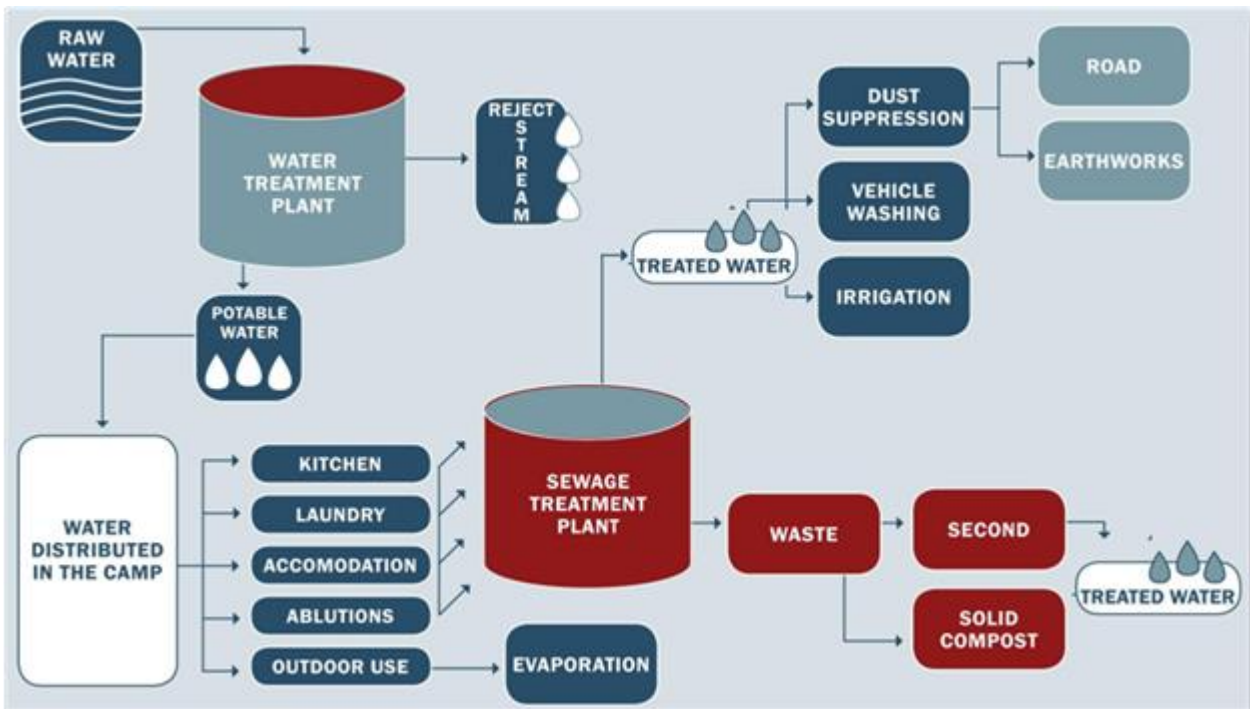 RAW
WATER
WATER
TREATMENT
PLANT
REJECT
STREAM
POTABLE
WATER
WATER
DISTRIBUTED
IN THE CAMP
KITCHEN
LAUNDRY
ACCOMODATION
ABLUTIONS
OUTDOOR USE
EVAPORATION
SEWAGE
TREATMENT
PLANT
TREATED WATER
DUST
SUPPRESSION
VEHICLE
WASHING
IRRIGATION
ROAD
EARTHWORKS
WASTE
SECOND
SOLID
COMPOST
TREATED WATER